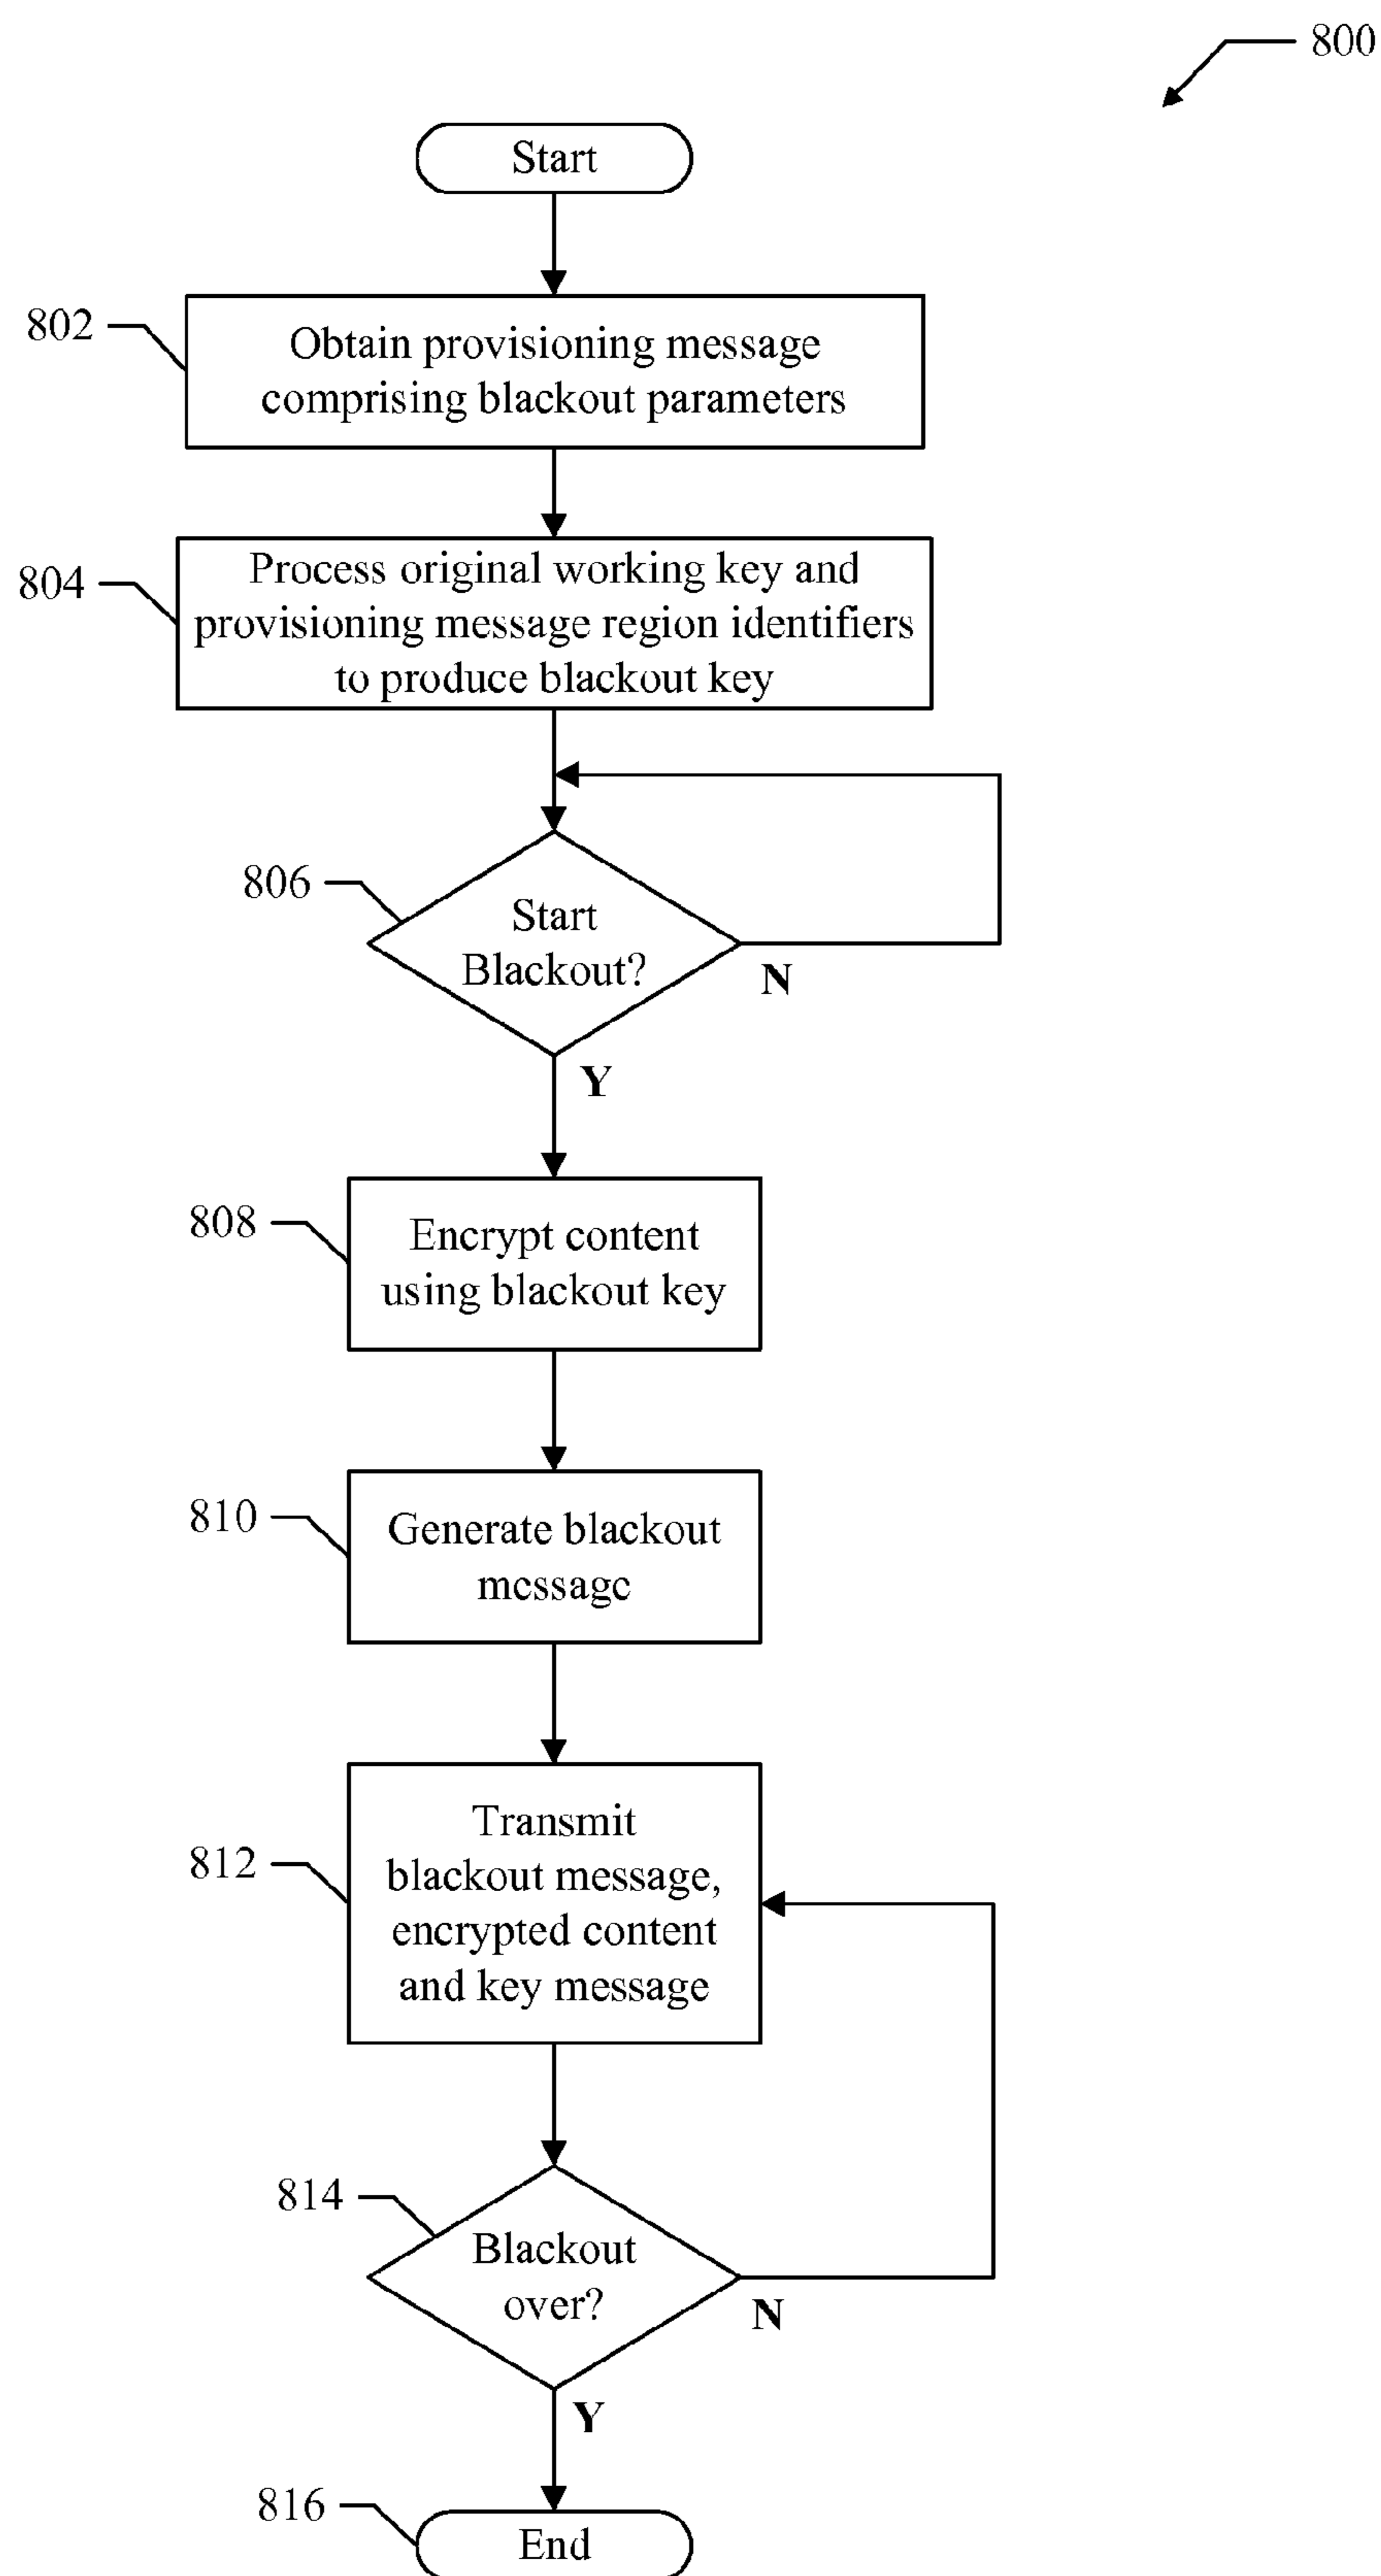 800
Start
802
Obtain provisioning message
comprising blackout parameters
804
Process original working key and
provisioning message region identifiers
to produce blackout key
806
Start
Blackout?
N
Y
808
Encrypt content
using blackout key
810
Generate blackout
message
812
Transmit
blackout message,
encrypted content
and key message
814
Blackout
over?
N
Y
816
End